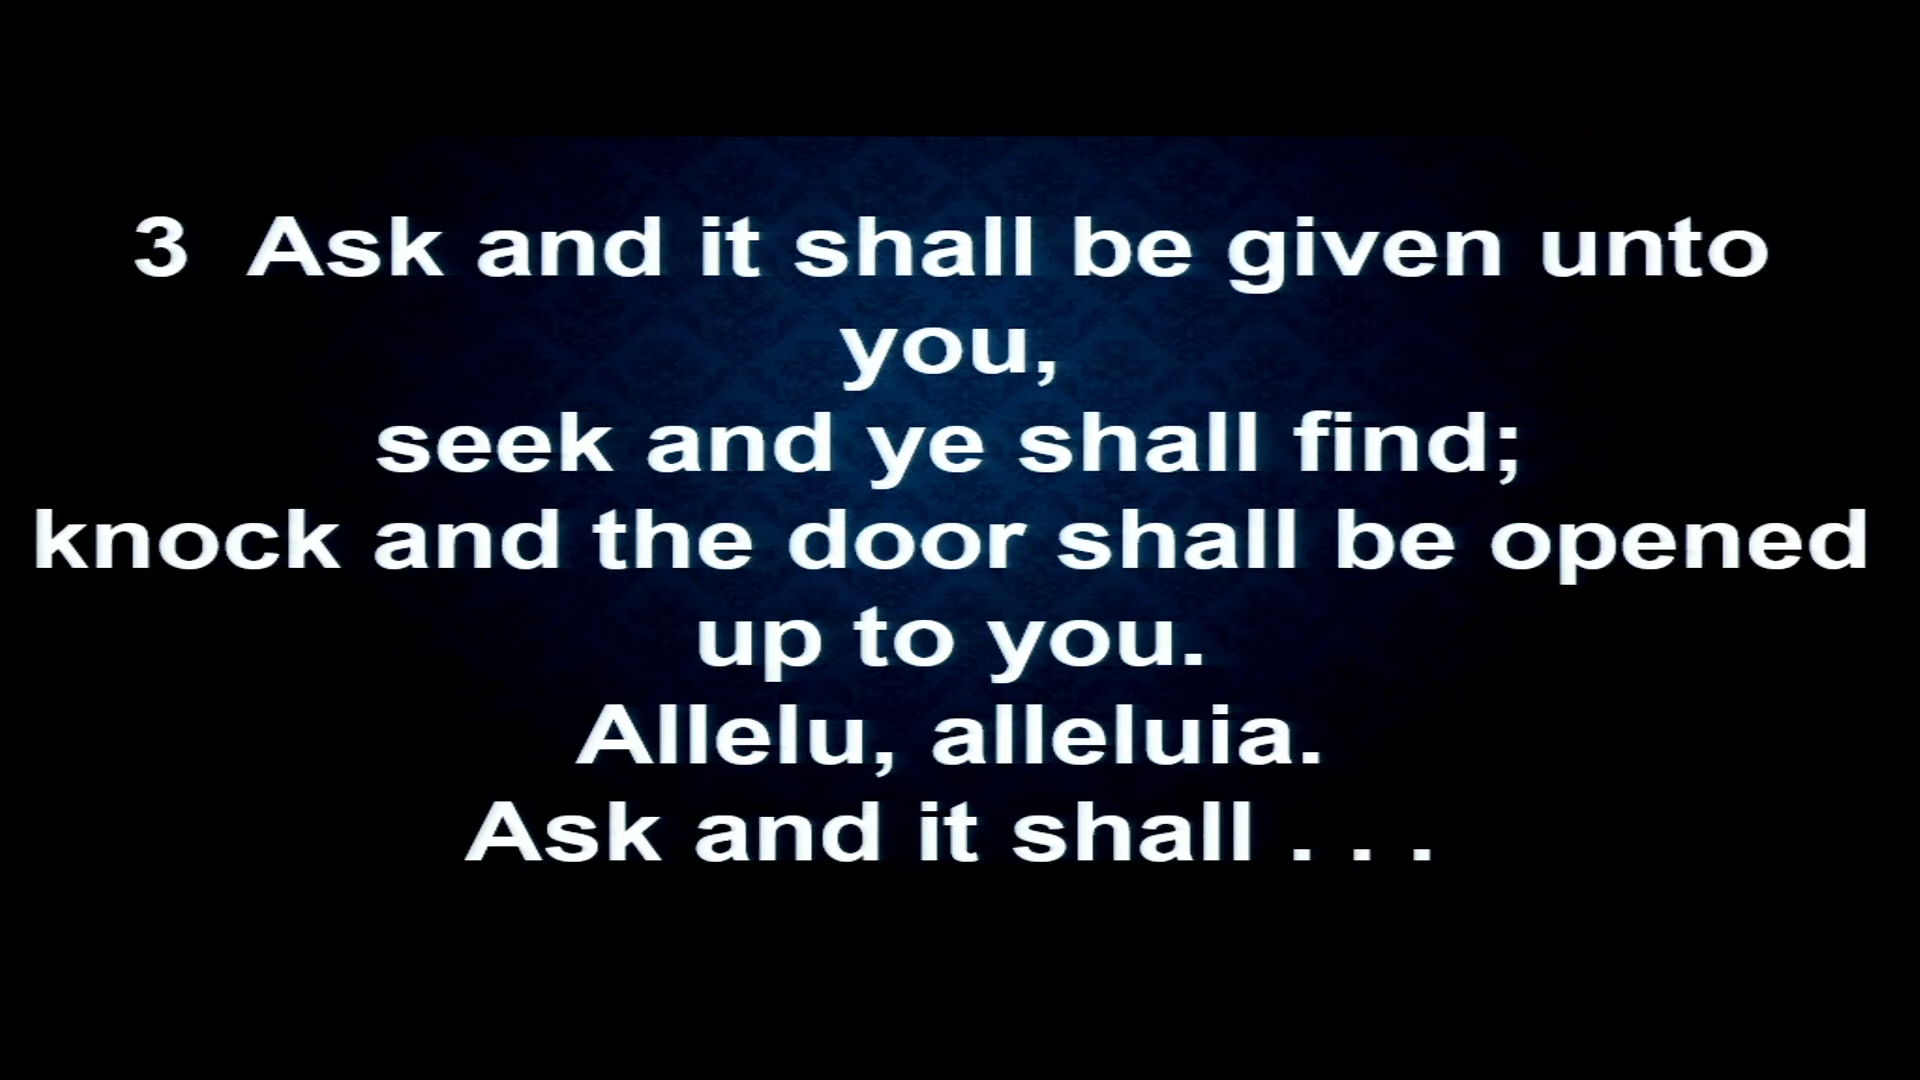 3  Ask and it shall be given unto
you,
seek and ye shall find;
knock and the door shall be opened
up to you.
Allelu, alleluia.
Ask and it shall . . .